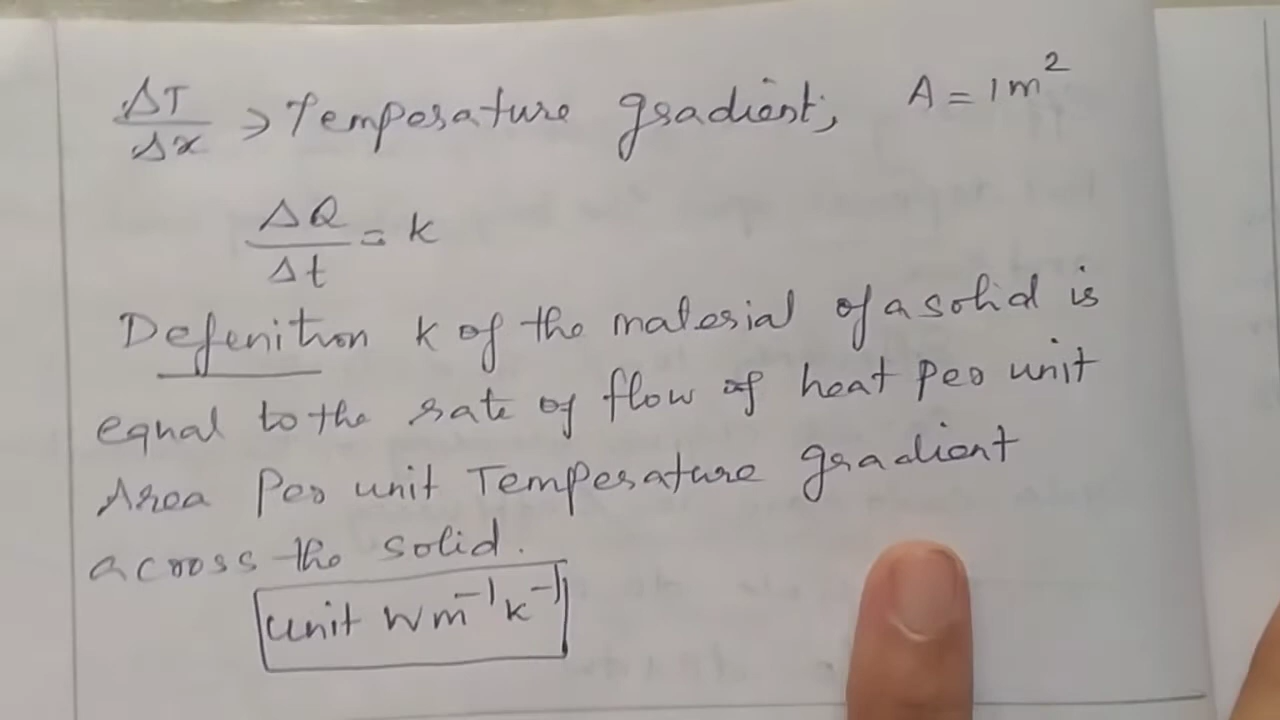 ΔT/Δx => Temperature gradient; A = 1m²
ΔQ/Δt = K
Defenition K of the material of a solid is
equal to the rate of flow of heat Per unit
Area Per unit Temperature gradient
across the solid.
Unit Wm⁻¹K⁻¹